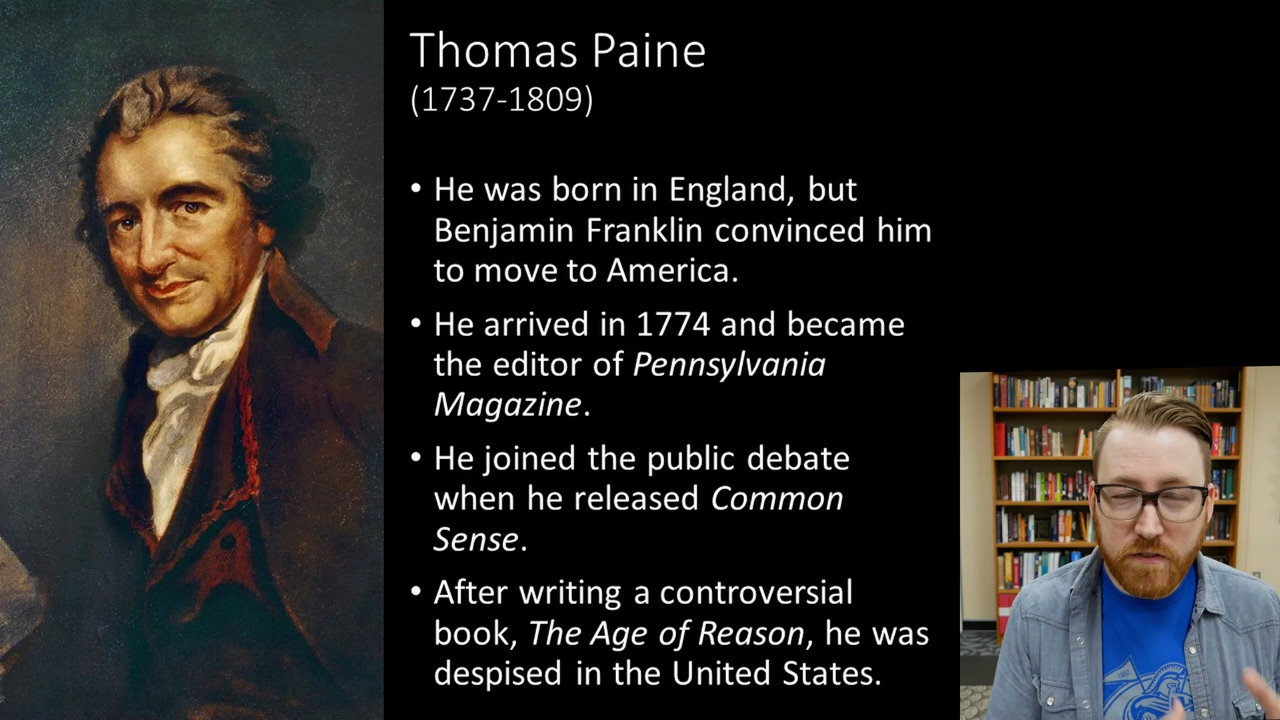 Thomas Paine
(1737-1809)
• He was born in England, but
Benjamin Franklin convinced him
to move to America.
• He arrived in 1774 and became
the editor of Pennsylvania
Magazine.
• He joined the public debate
when he released Common
Sense.
• After writing a controversial
book, The Age of Reason, he was
despised in the United States.